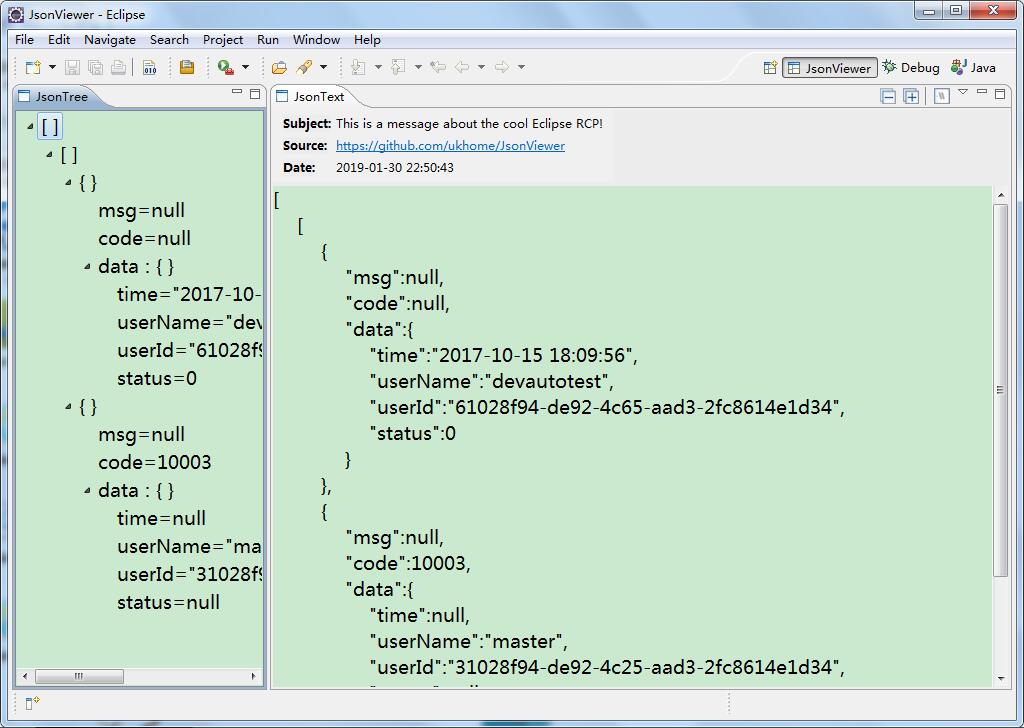 JsonViewer - Eclipse
File Edit Navigate Search Project Run Window Help
010
JsonViewer Debug Java
JsonTree
[ ]
[ ]
{ }
msg=null
code=null
data : { }
time="2017-10-
userName="dev
userId="61028f9
status=0
{ }
msg=null
code=10003
data : { }
time=null
userName="ma
userId="31028f9
status=null
JsonText
Subject: This is a message about the cool Eclipse RCP!
Source: https://github.com/ukhome/JsonViewer
Date: 2019-01-30 22:50:43
[
[
{
"msg":null,
"code":null,
"data":{
"time":"2017-10-15 18:09:56",
"userName":"devautotest",
"userId":"61028f94-de92-4c65-aad3-2fc8614e1d34",
"status":0
}
},
{
"msg":null,
"code":10003,
"data":{
"time":null,
"userName":"master",
"userId":"31028f94-de92-4c25-aad3-2fc8614e1d34",